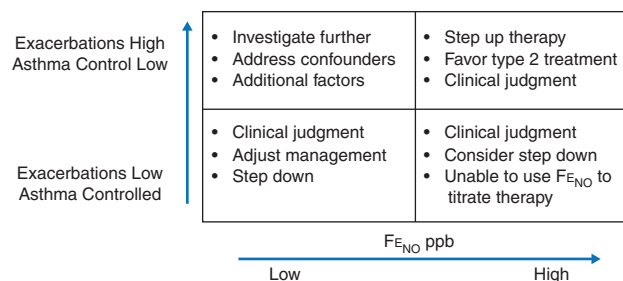 Exacerbations High
Asthma Control Low
• Investigate further
• Address confounders
• Additional factors
• Step up therapy
• Favor type 2 treatment
• Clinical judgment
Exacerbations Low
Asthma Controlled
• Clinical judgment
• Adjust management
• Step down
• Clinical judgment
• Consider step down
• Unable to use FENO to
titrate therapy
FENO ppb
Low
High